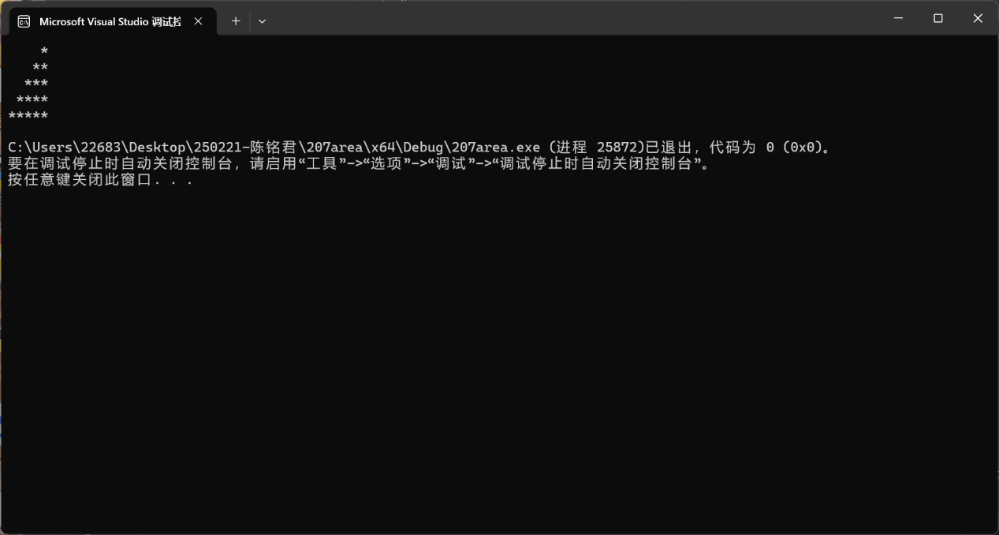 Microsoft Visual Studio 调试控
    *
   **
  ***
 ****
*****
C:\Users\22683\Desktop\250221-陈铭君\207area\x64\Debug\207area.exe (进程 25872)已退出，代码为 0 (0x0)。
要在调试停止时自动关闭控制台，请启用“工具”->“选项”->“调试”->“调试停止时自动关闭控制台”。
按任意键关闭此窗口. . .